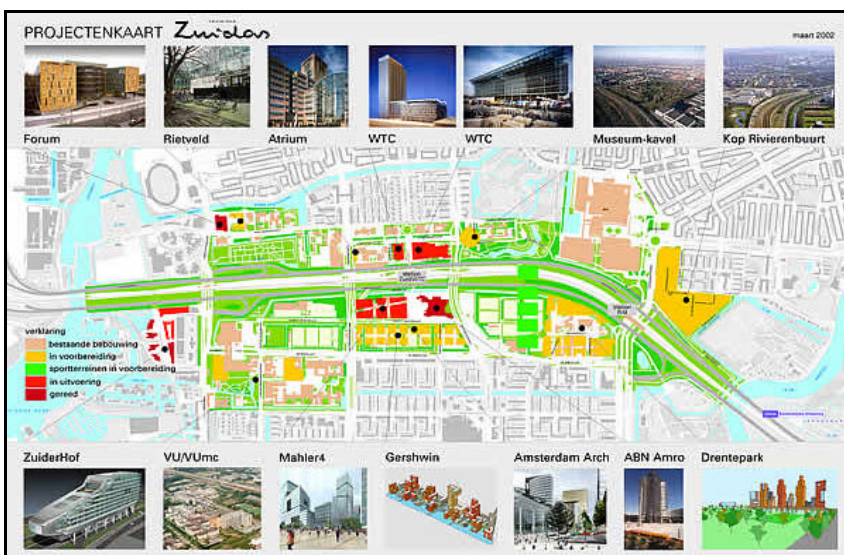 PROJECTENKAART Zuidas
maart 2002
Forum
Rietveld
Atrium
WTC
WTC
Museum-kavel
Kop Rivierenbuurt
verklaring
bestaande bebouwing
in voorbereiding
sportterreinen in voorbereiding
in uitvoering
gereed
ZuiderHof
VU/VUmc
Mahler4
Gershwin
Amsterdam Arch
ABN Amro
Drentepark